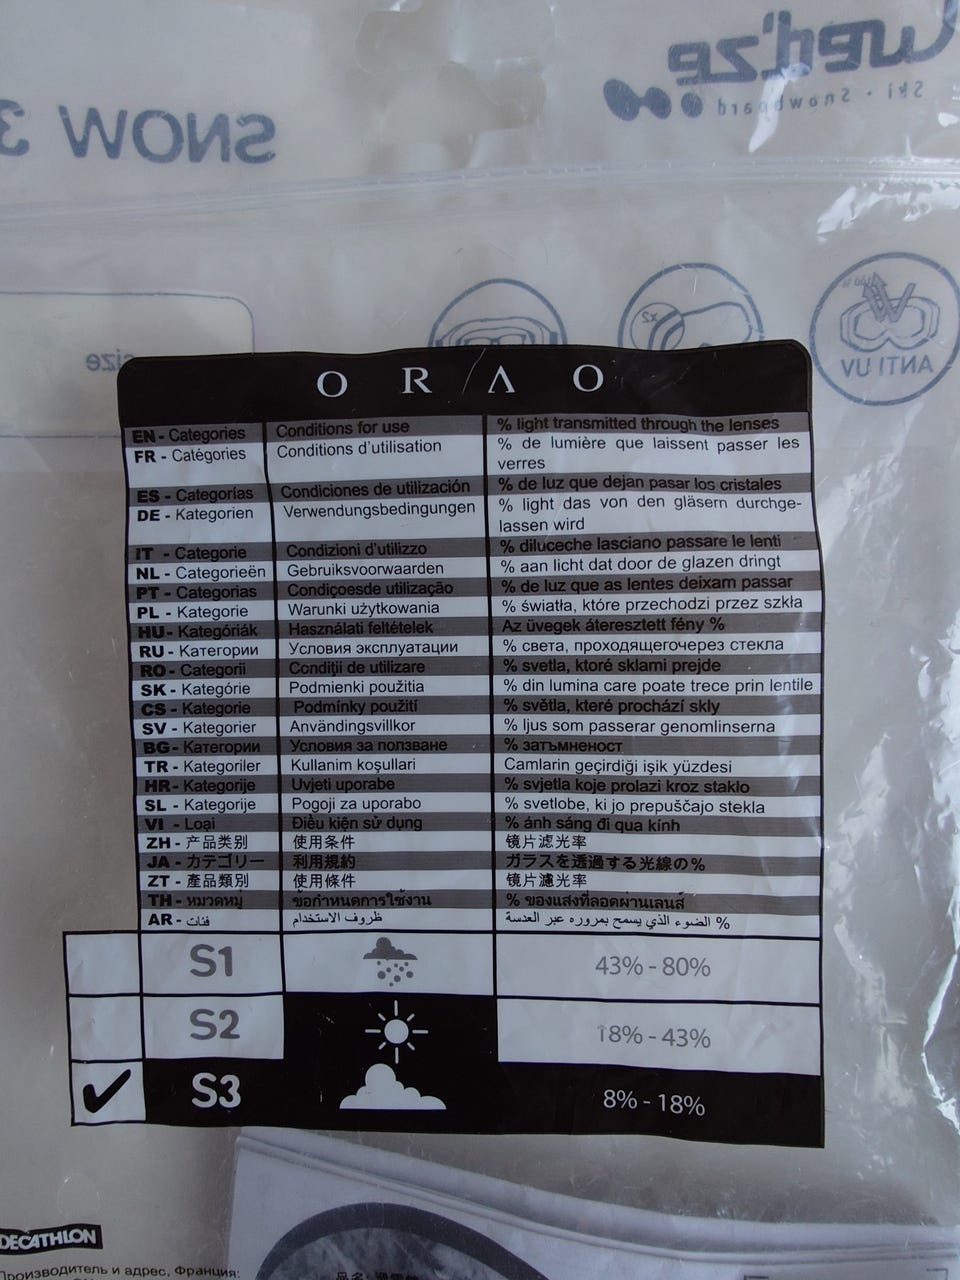 Wed'ze
Ski • Snowboard
SNOW 3
100 %
x2
size
ANTI UV
O R Λ O
EN - Categories Conditions for use % light transmitted through the lenses
FR - Catégories Conditions d'utilisation % de lumière que laissent passer les
verres
ES - Categorías Condiciones de utilización % de luz que dejan pasar los cristales
DE - Kategorien Verwendungsbedingungen % light das von den gläsern durchge-
lassen wird
IT - Categorie Condizioni d'utilizzo % diluceche lasciano passare le lenti
NL - Categorieën Gebruiksvoorwaarden % aan licht dat door de glazen dringt
PT - Categorias Condiçoesde utilização % de luz que as lentes deixam passar
PL - Kategorie Warunki użytkowania % światła, które przechodzi przez szkła
HU - Kategóriák Használati feltételek Az üvegek áteresztett fény %
RU - Категории Условия эксплуатации % света, проходящегочерез стекла
RO - Categorii Condiții de utilizare % svetla, ktoré sklami prejde
SK - Kategórie Podmienki použitia % din lumina care poate trece prin lentile
CS - Kategorie Podmínky použití % světla, které prochází skly
SV - Kategorier Användingsvillkor % ljus som passerar genomlinserna
BG - Категории Условия за ползване % затъмненост
TR - Kategoriler Kullanim koşullari Camlarin geçirdiği işik yüzdesi
HR - Kategorije Uvjeti uporabe % svjetla koje prolazi kroz staklo
SL - Kategorije Pogoji za uporabo % svetlobe, ki jo prepuščajo stekla
VI - Loại Điều kiện sử dụng % ánh sáng đi qua kính
ZH - 产品类别 使用条件 镜片滤光率
JA - カテゴリー 利用規約 ガラスを透過する光線の%
ZT - 產品類別 使用條件 镜片濾光率
TH - หมวดหมู่ ข้อกำหนดการใช้งาน % ของแสงที่ลอดผ่านเลนส์
AR - فئات ظروف الاستخدام % الضوء الذي يسمح بمروره عبر العدسة
S1 43% - 80%
S2 18% - 43%
S3 8% - 18%
DECATHLON
Производитель и адрес, Франция: